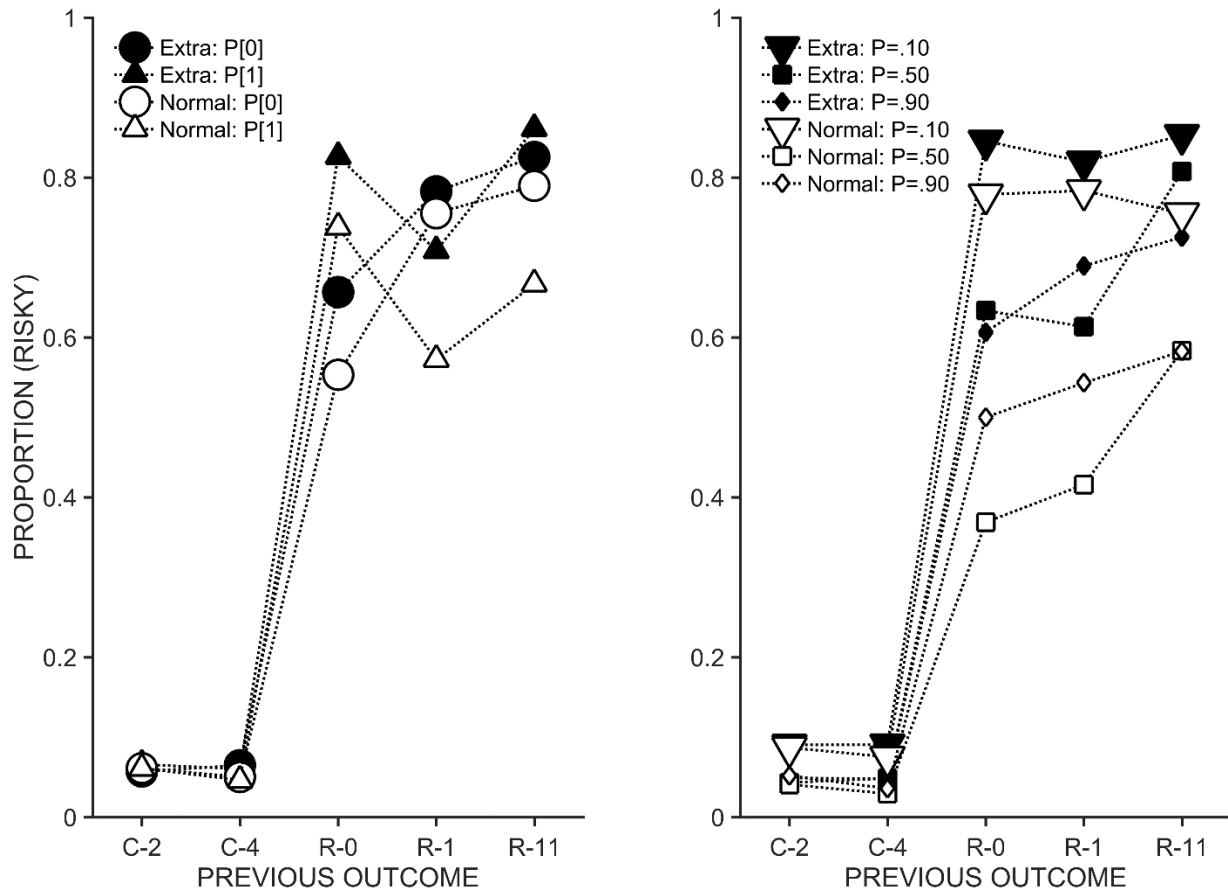 PROPORTION (RISKY)
1
0.8
0.6
0.4
0.2
0
Extra: P[0]
Extra: P[1]
Normal: P[0]
Normal: P[1]
C-2 C-4 R-0 R-1 R-11
PREVIOUS OUTCOME
1
0.8
0.6
0.4
0.2
0
Extra: P=.10
Extra: P=.50
Extra: P=.90
Normal: P=.10
Normal: P=.50
Normal: P=.90
C-2 C-4 R-0 R-1 R-11
PREVIOUS OUTCOME